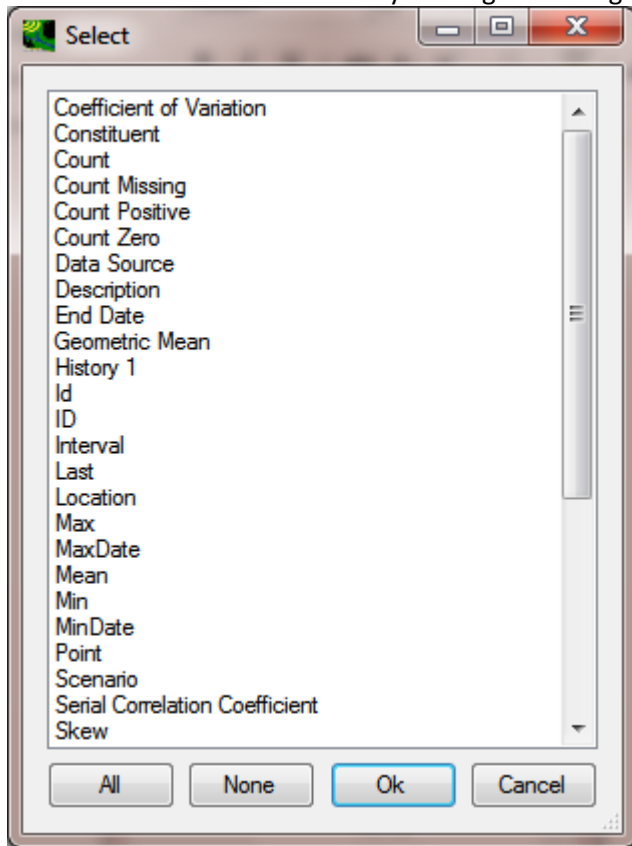 Select
Coefficient of Variation
Constituent
Count
Count Missing
Count Positive
Count Zero
Data Source
Description
End Date
Geometric Mean
History 1
Id
ID
Interval
Last
Location
Max
MaxDate
Mean
Min
MinDate
Point
Scenario
Serial Correlation Coefficient
Skew
All None Ok Cancel